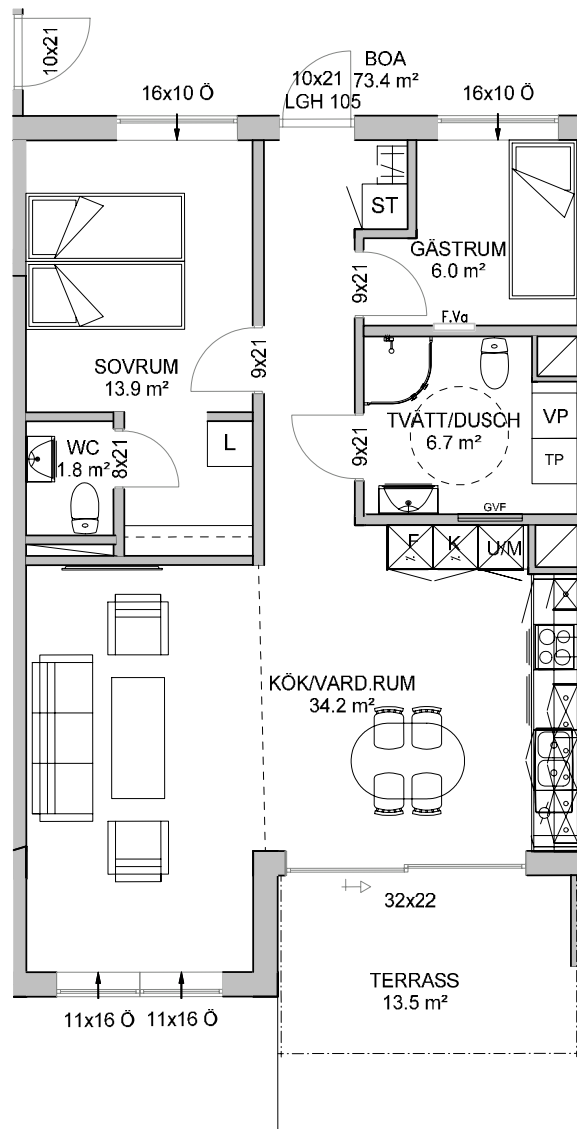 10x21
BOA
10x21
73.4 m²
LGH 105
16x10 Ö
16x10 Ö
ST
GÄSTRUM
6.0 m²
9x21
F.Va
9x21
SOVRUM
13.9 m²
TVÄTT/DUSCH
6.7 m²
VP
9x21
WC
1.8 m²
8x21
L
TP
GVF
F
K
U/M
KÖK/VARD.RUM
34.2 m²
32x22
TERRASS
13.5 m²
11x16 Ö
11x16 Ö